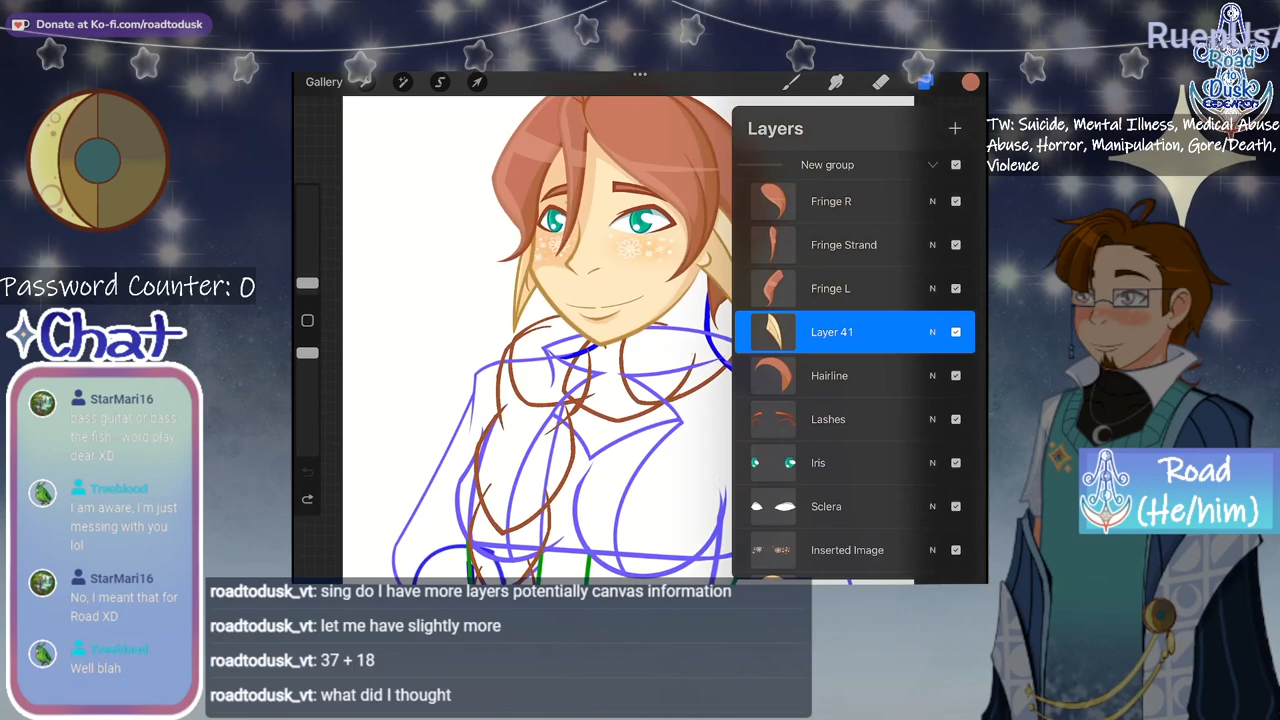 Donate at Ko-fi.com/roadtodusk
Road
to
Dusk
TW: Suicide, Mental Illness, Medical Abuse
Abuse, Horror, Manipulation, Gore/Death,
Violence
Gallery
Layers
New group
Fringe R
N
Fringe Strand
N
Fringe L
N
Layer 41
N
Hairline
N
Lashes
N
Iris
N
Sclera
N
Inserted Image
N
Password Counter: 0
Chat
StarMari16
bass guitar or bass
the fish... word play
dear XD
Treeblood
I am aware, I'm just
messing with you
lol
StarMari16
No, I meant that for
Road XD
Treeblood
Well blah
Road
(He/him)
roadtodusk_vt: sing do I have more layers potentially canvas information
roadtodusk_vt: let me have slightly more
roadtodusk_vt: 37 + 18
roadtodusk_vt: what did I thought